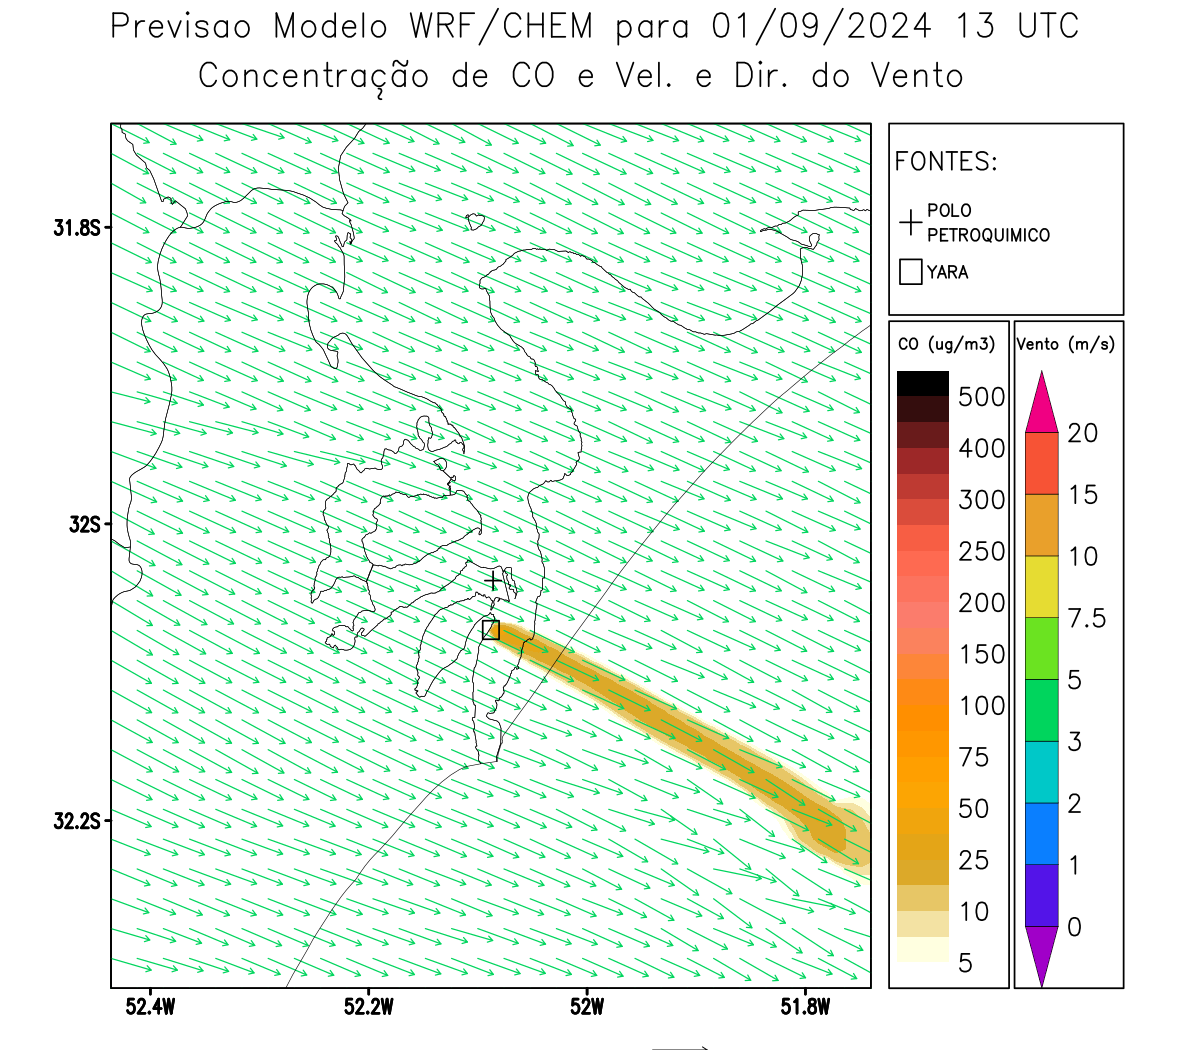 Previsao Modelo WRF/CHEM para 01/09/2024 13 UTC
Concentração de CO e Vel. e Dir. do Vento
FONTES:
POLO
PETROQUIMICO
YARA
31.8S
32S
32.2S
52.4W
52.2W
52W
51.8W
CO (ug/m3)
500
400
300
250
200
150
100
75
50
25
10
5
Vento (m/s)
20
15
10
7.5
5
3
2
1
0